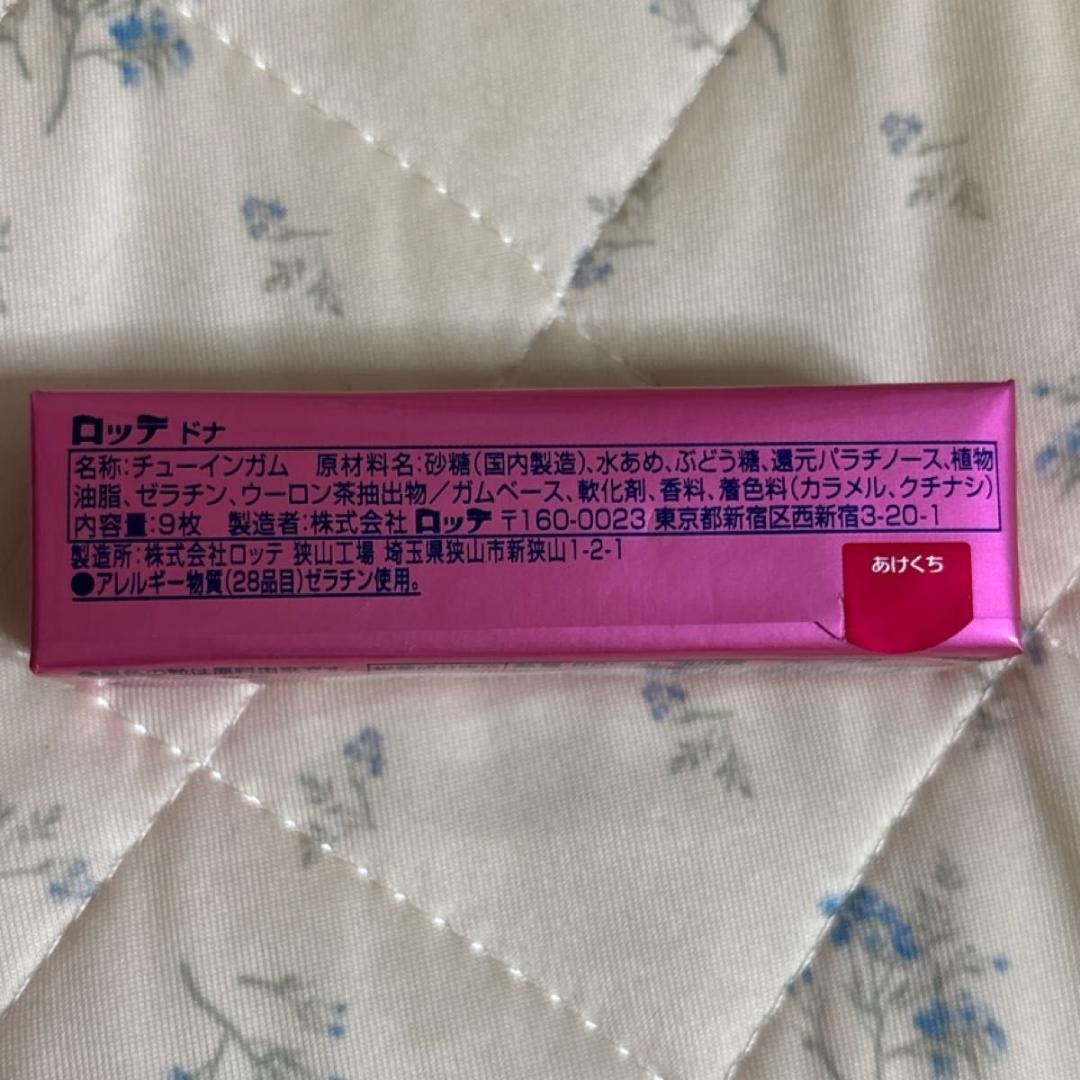 ロッテ ドナ
名称:チューインガム 原材料名:砂糖(国内製造)、水あめ、ぶどう糖、還元パラチノース、植物
油脂、ゼラチン、ウーロン茶抽出物/ガムベース、軟化剤、香料、着色料(カラメル、クチナシ)
内容量:9枚 製造者:株式会社 ロッテ 〒160-0023 東京都新宿区西新宿3-20-1
製造所:株式会社ロッテ 狭山工場 埼玉県狭山市新狭山1-2-1
●アレルギー物質(28品目)ゼラチン使用。
あけくち